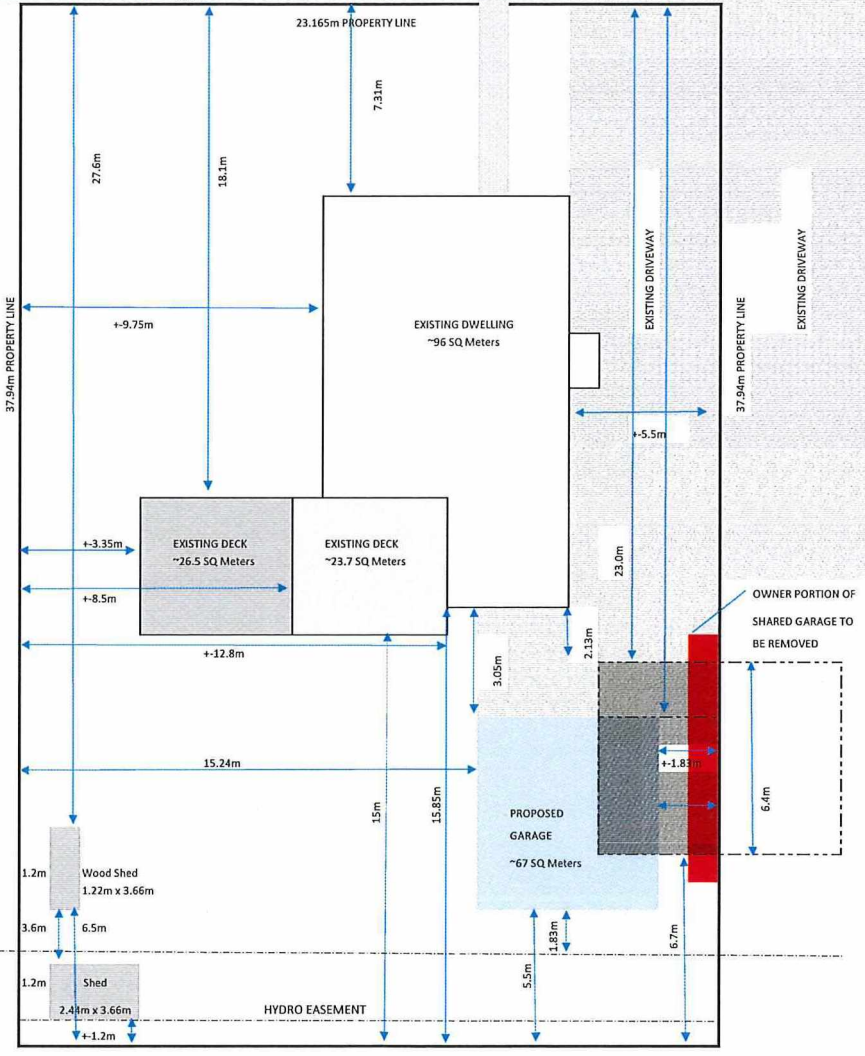 23.165m PROPERTY LINE
7.31m
27.6m
18.1m
37.94m PROPERTY LINE
+-9.75m
EXISTING DWELLING
~96 SQ Meters
EXISTING DRIVEWAY
37.94m PROPERTY LINE
EXISTING DRIVEWAY
+-5.5m
+-3.35m
EXISTING DECK
~26.5 SQ Meters
EXISTING DECK
~23.7 SQ Meters
+-8.5m
+-12.8m
23.0m
OWNER PORTION OF
SHARED GARAGE TO
BE REMOVED
3.05m
2.13m
15.24m
+-1.83m
15m
15.85m
6.4m
PROPOSED
GARAGE
~67 SQ Meters
1.2m
Wood Shed
1.22m x 3.66m
3.6m
6.5m
1.83m
5.5m
6.7m
1.2m
Shed
2.44m x 3.66m
HYDRO EASEMENT
+-1.2m